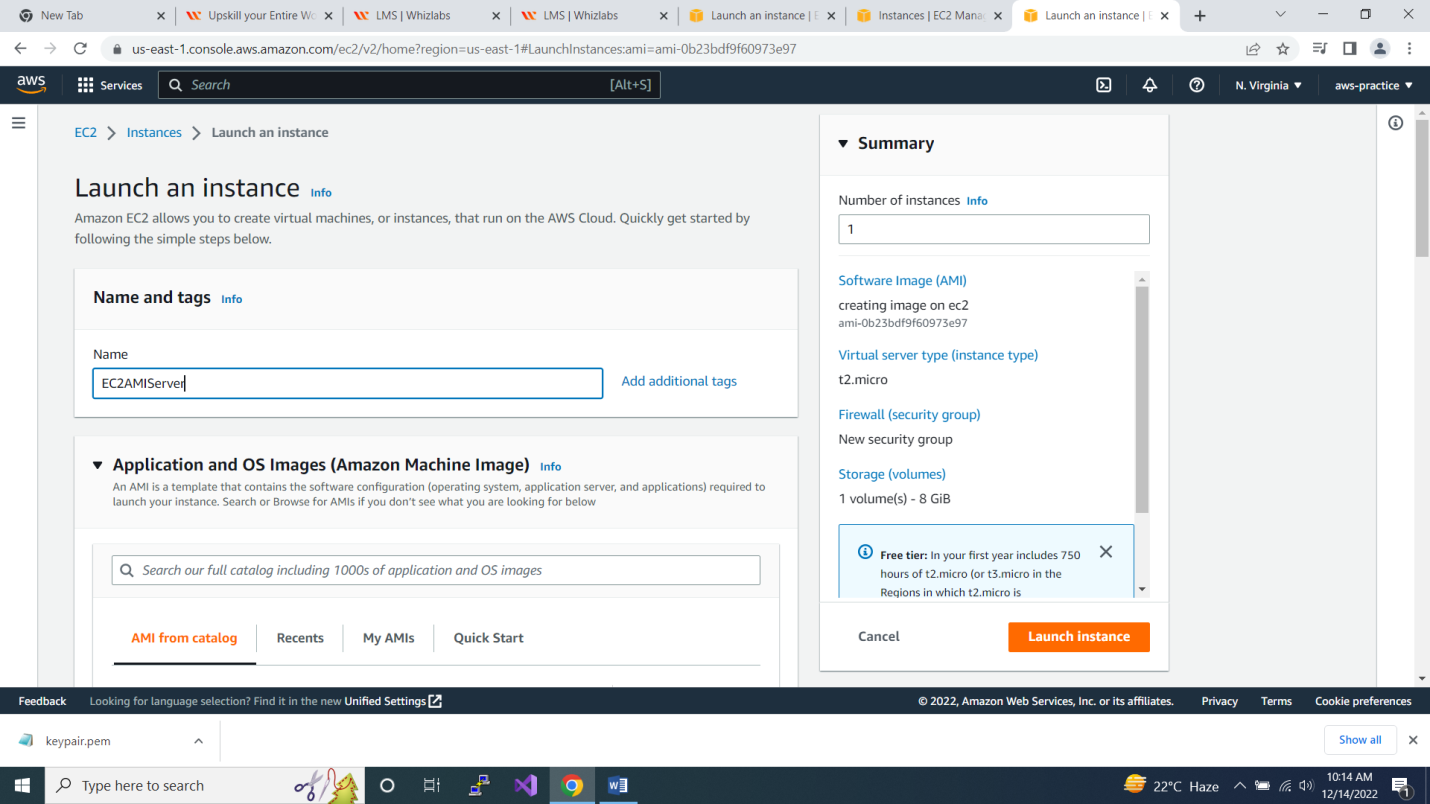 New Tab
Upskill your Entire Wo
LMS | Whizlabs
LMS | Whizlabs
Launch an instance | E
Instances | EC2 Manag
Launch an instance | E
us-east-1.console.aws.amazon.com/ec2/v2/home?region=us-east-1#LaunchInstances:ami=ami-0b23bdf9f60973e97
aws
Services
Search
[Alt+S]
N. Virginia
aws-practice
EC2
Instances
Launch an instance
Launch an instance Info
Amazon EC2 allows you to create virtual machines, or instances, that run on the AWS Cloud. Quickly get started by
following the simple steps below.
Name and tags Info
Name
EC2AMIServer
Add additional tags
Application and OS Images (Amazon Machine Image) Info
An AMI is a template that contains the software configuration (operating system, application server, and applications) required to
launch your instance. Search or Browse for AMIs if you don't see what you are looking for below
Search our full catalog including 1000s of application and OS images
AMI from catalog
Recents
My AMIs
Quick Start
Summary
Number of instances Info
1
Software Image (AMI)
creating image on ec2
ami-0b23bdf9f60973e97
Virtual server type (instance type)
t2.micro
Firewall (security group)
New security group
Storage (volumes)
1 volume(s) - 8 GiB
Free tier: In your first year includes 750
hours of t2.micro (or t3.micro in the
Regions in which t2.micro is
Cancel
Launch instance
Feedback
Looking for language selection? Find it in the new Unified Settings
© 2022, Amazon Web Services, Inc. or its affiliates.
Privacy
Terms
Cookie preferences
keypair.pem
Show all
Type here to search
22°C Haze
10:14 AM
12/14/2022
1